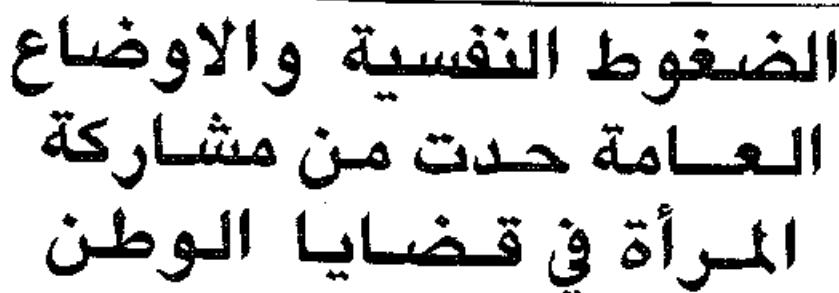 الضغوط النفسية والاوضاع
العامة حدت من مشاركة
المرأة في قضايا الوطن